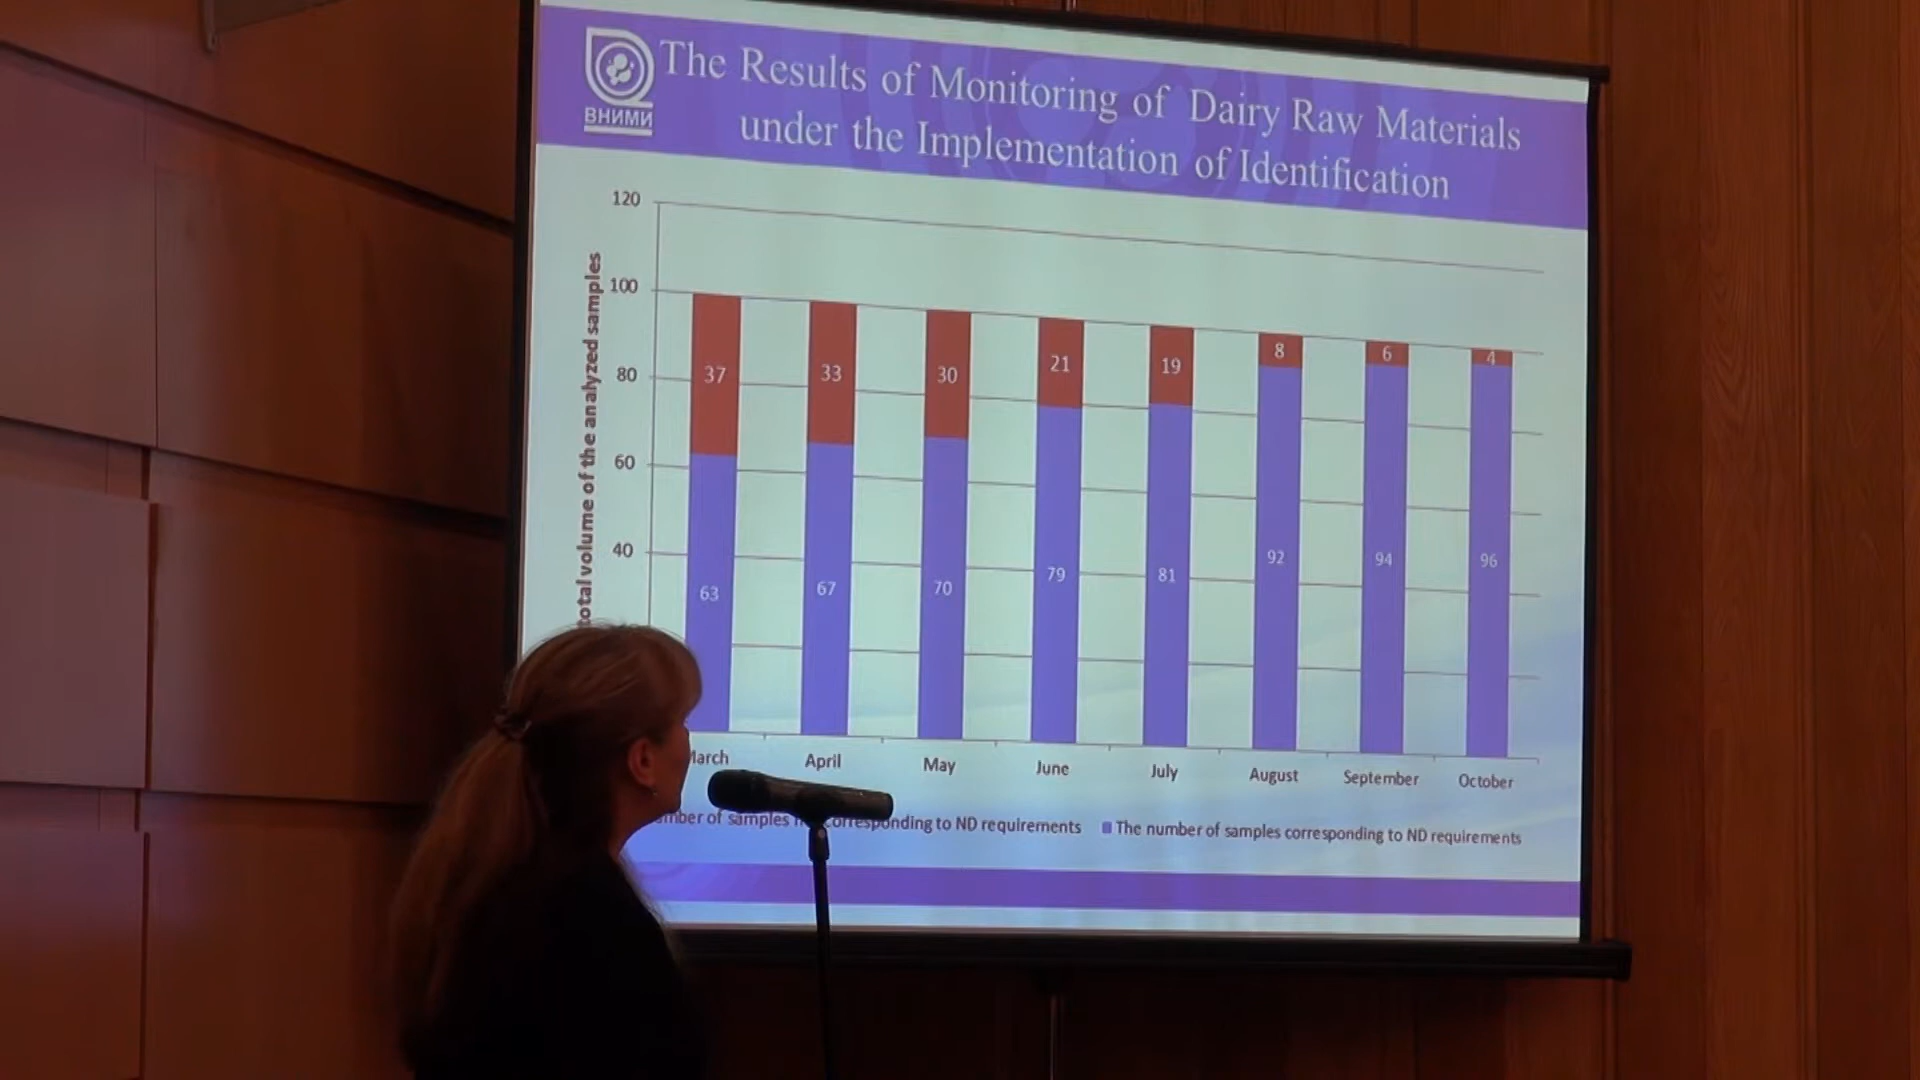 The Results of Monitoring of Dairy Raw Materials
under the Implementation of Identification
ВНИМИ
total volume of the analyzed samples
120
100
80
60
40
37
33
30
21
19
8
6
4
63
67
70
79
81
92
94
96
April
May
June
July
August
September
October
of samples
to ND requirements
The number of samples corresponding to ND requirements